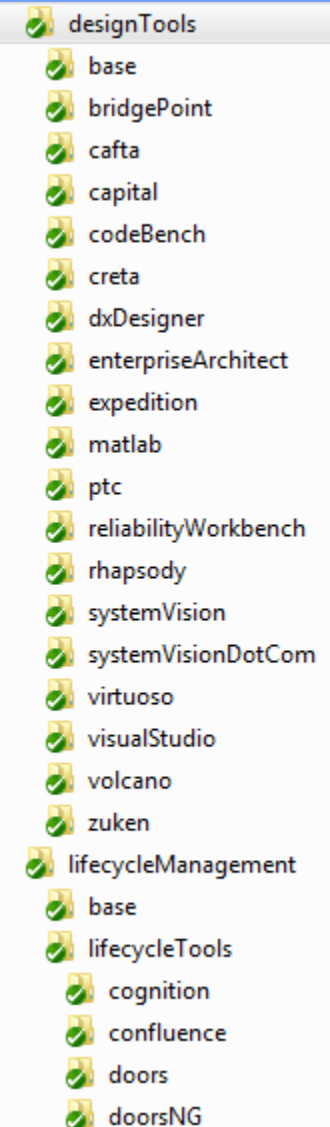 designTools
base
bridgePoint
cafta
capital
codeBench
creta
dxDesigner
enterpriseArchitect
expedition
matlab
ptc
reliabilityWorkbench
rhapsody
systemVision
systemVisionDotCom
virtuoso
visualStudio
volcano
zuken
lifecycleManagement
base
lifecycleTools
cognition
confluence
doors
doorsNG